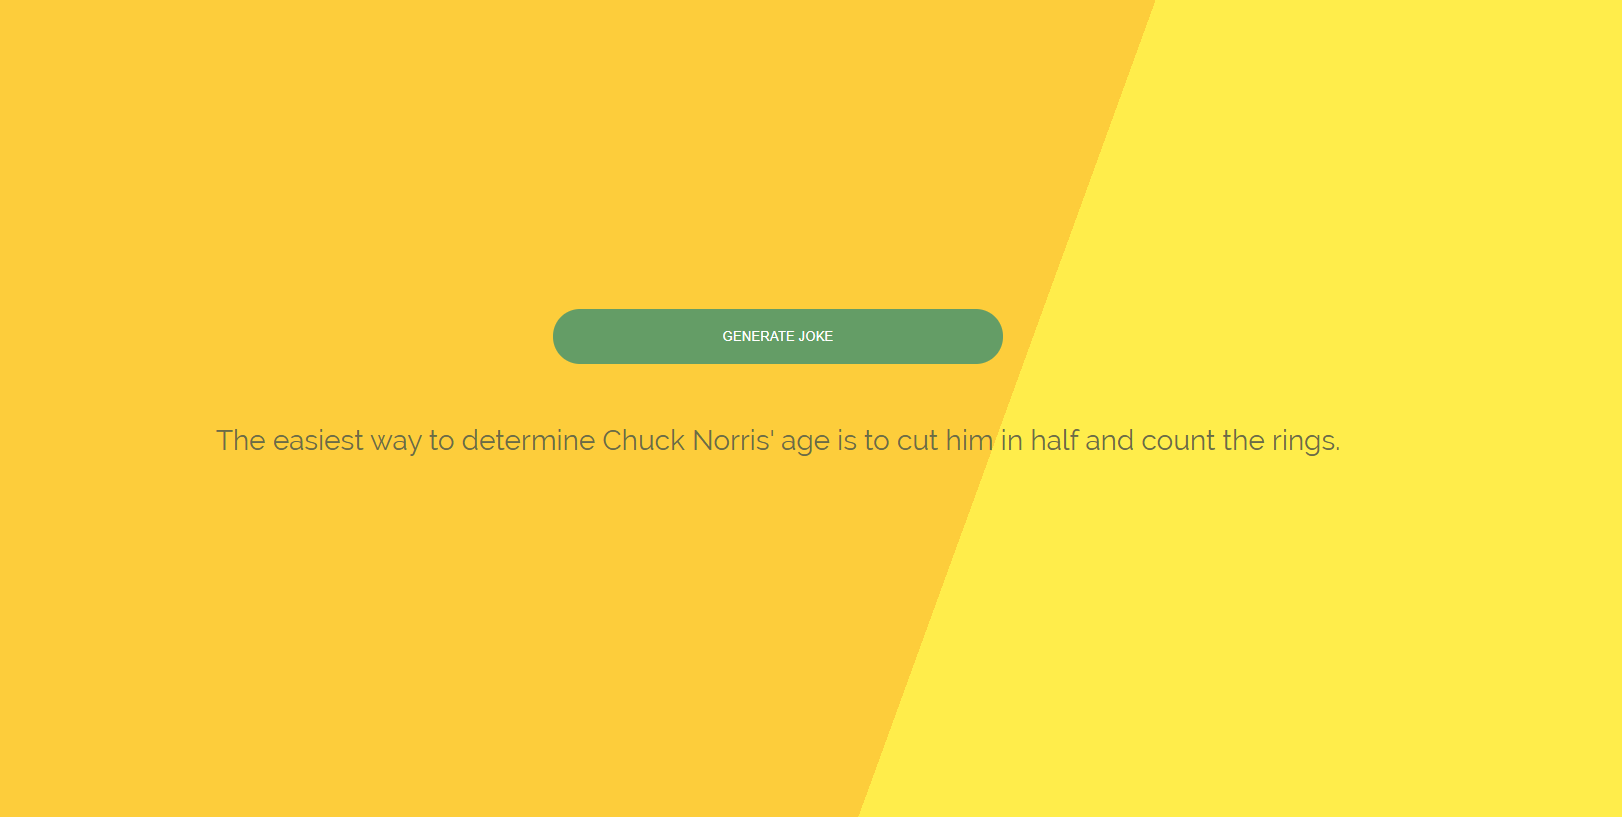 GENERATE JOKE
The easiest way to determine Chuck Norris' age is to cut him in half and count the rings.